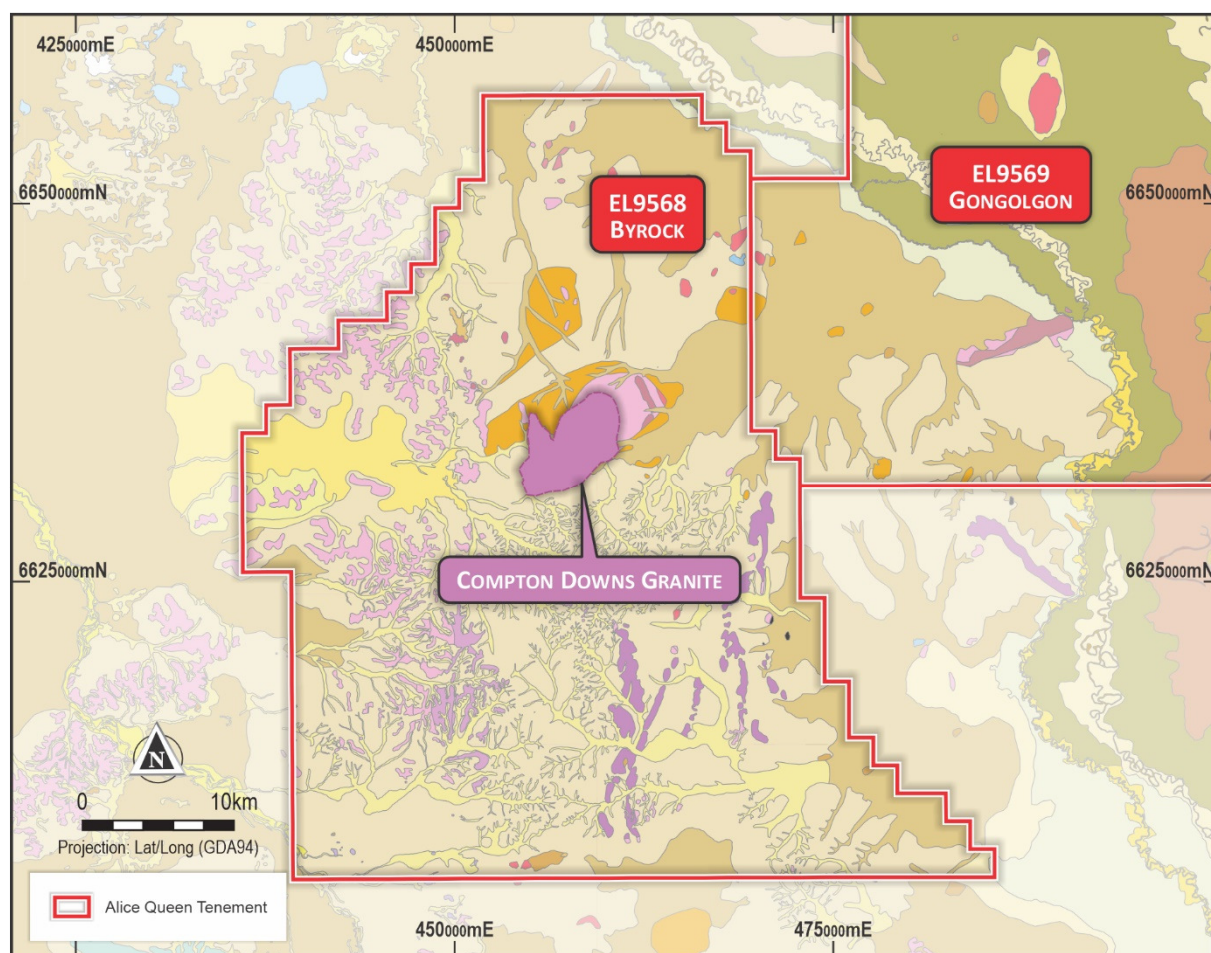 425000mE
450000mE
6650000mN
EL9568
BYROCK
EL9569
GONGOLGON
6650000mN
COMPTON DOWNS GRANITE
6625000mN
6625000mN
N
0 10km
Projection: Lat/Long (GDA94)
Alice Queen Tenement
450000mE
475000mE